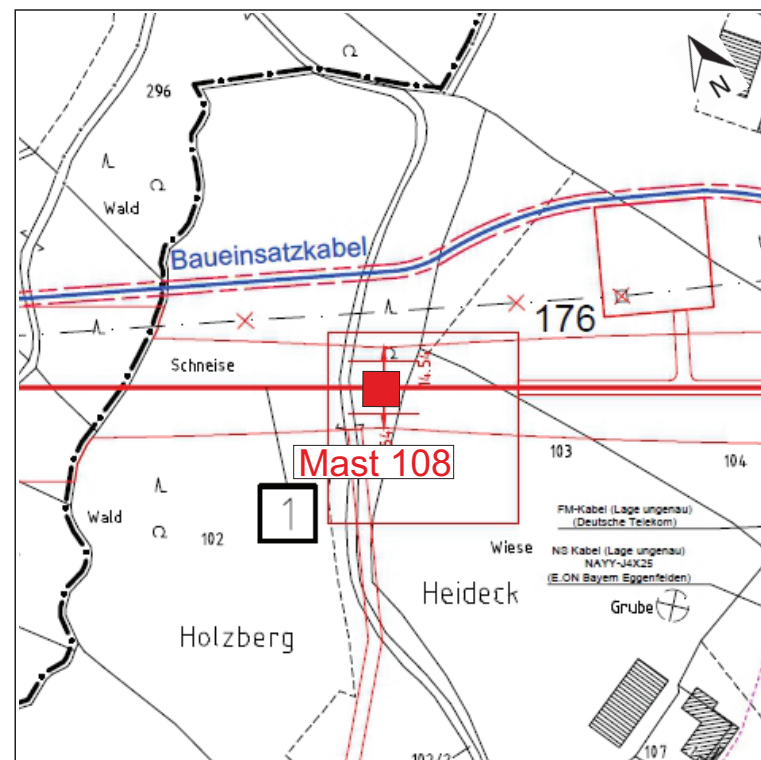 N
296
Wald
Baueinsatzkabel
176
Schneise
14.54
Mast 108
103
104
1
Wald
102
FM-Kabel (Lage ungenau)
(Deutsche Telekom)
Wiese
NS Kabel (Lage ungenau)
NAYY-J4X25
(E.ON Bayern Eggenfelden)
Heideck
Grube
Holzberg
107